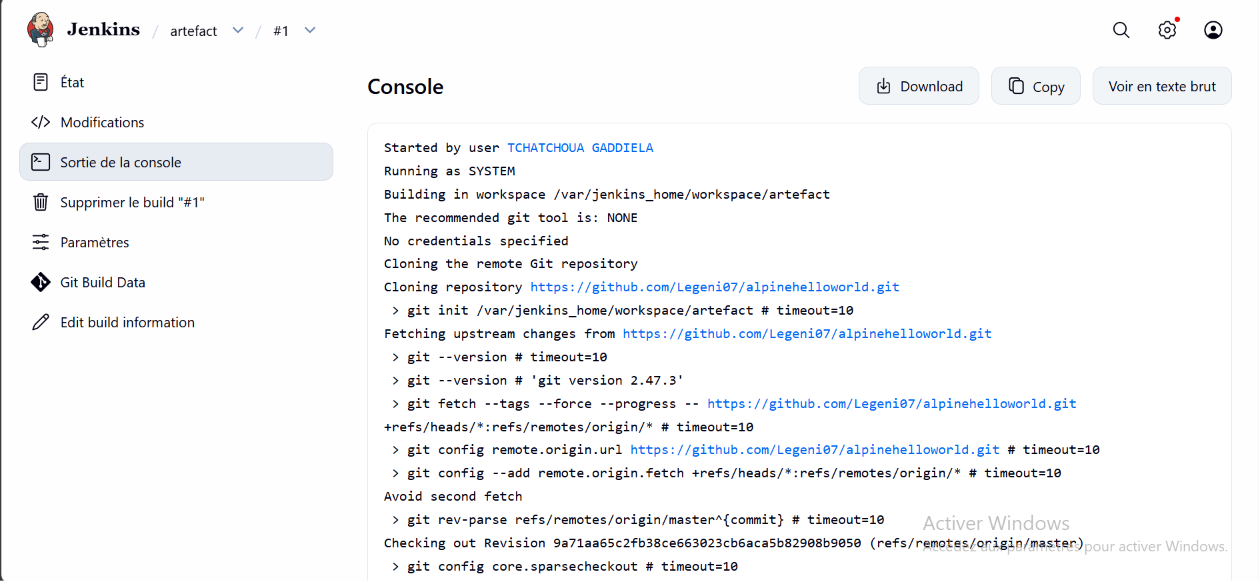 Jenkins / artefact / #1
État
Modifications
Sortie de la console
Supprimer le build "#1"
Paramètres
Git Build Data
Edit build information
Console
Download
Copy
Voir en texte brut
Started by user TCHATCHOUA GADDIELA
Running as SYSTEM
Building in workspace /var/jenkins_home/workspace/artefact
The recommended git tool is: NONE
No credentials specified
Cloning the remote Git repository
Cloning repository https://github.com/Legeni07/alpinehelloworld.git
> git init /var/jenkins_home/workspace/artefact # timeout=10
Fetching upstream changes from https://github.com/Legeni07/alpinehelloworld.git
> git --version # timeout=10
> git --version # 'git version 2.47.3'
> git fetch --tags --force --progress -- https://github.com/Legeni07/alpinehelloworld.git
+refs/heads/*:refs/remotes/origin/* # timeout=10
> git config remote.origin.url https://github.com/Legeni07/alpinehelloworld.git # timeout=10
> git config --add remote.origin.fetch +refs/heads/*:refs/remotes/origin/* # timeout=10
Avoid second fetch
> git rev-parse refs/remotes/origin/master^{commit} # timeout=10
Checking out Revision 9a71aa65c2fb38ce663023cb6aca5b82908b9050 (refs/remotes/origin/master)
> git config core.sparsecheckout # timeout=10
Activer Windows
Accédez aux paramètres pour activer Windows.